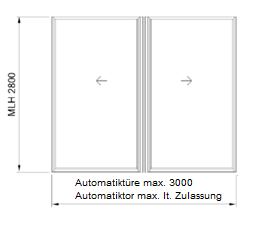 MLH 2800
Automatiktüre max. 3000
Automatiktor max. lt. Zulassung